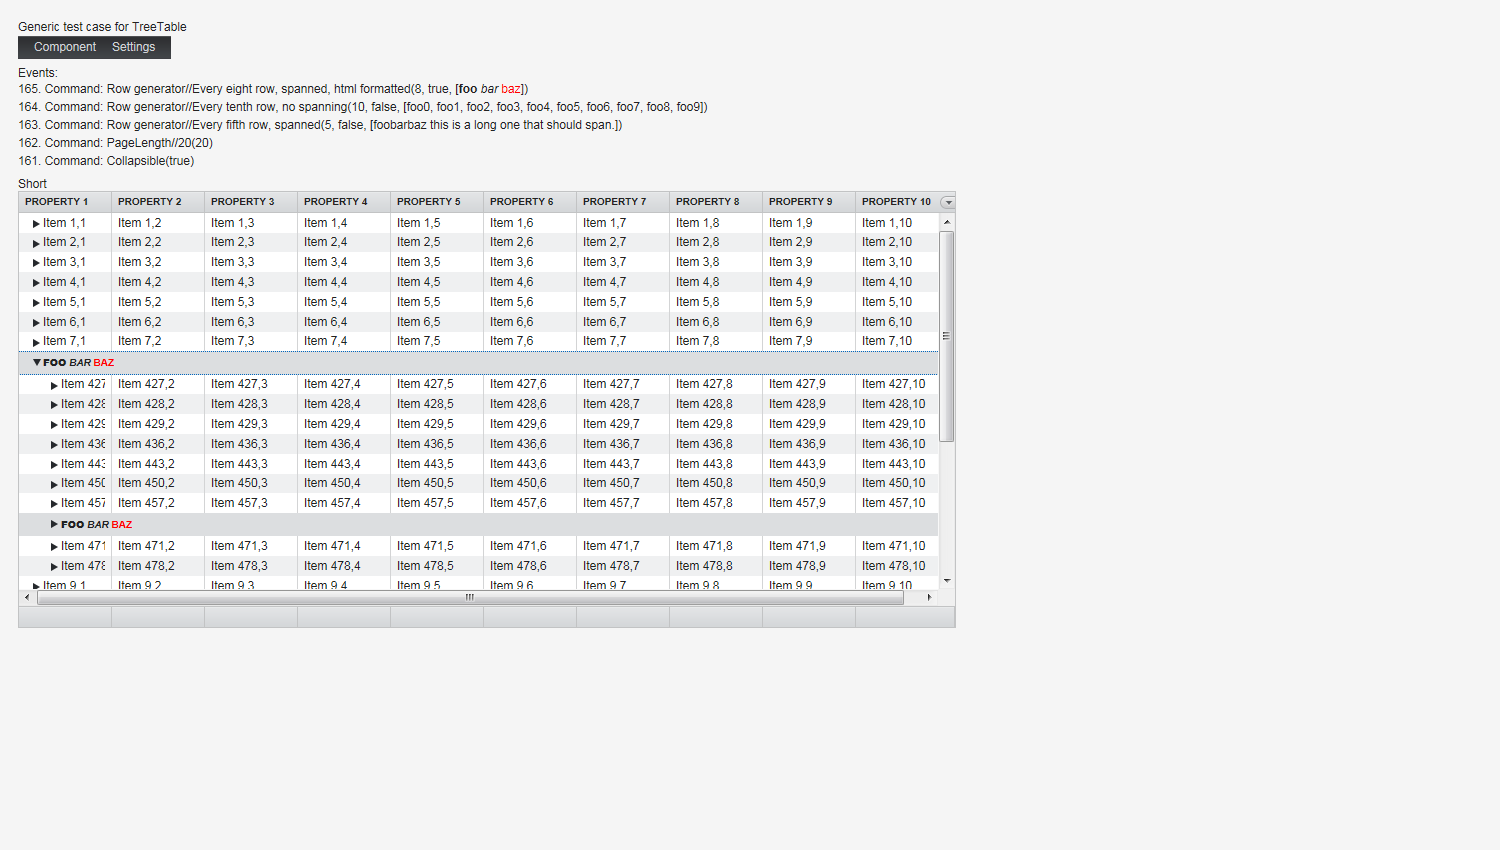 Generic test case for TreeTable
Component Settings
Events:
165. Command: Row generator//Every eight row, spanned, html formatted(8, true, [foo bar baz])
164. Command: Row generator//Every tenth row, no spanning(10, false, [foo0, foo1, foo2, foo3, foo4, foo5, foo6, foo7, foo8, foo9])
163. Command: Row generator//Every fifth row, spanned(5, false, [foobarbaz this is a long one that should span.])
162. Command: PageLength//20(20)
161. Command: Collapsible(true)
Short
PROPERTY 1 PROPERTY 2 PROPERTY 3 PROPERTY 4 PROPERTY 5 PROPERTY 6 PROPERTY 7 PROPERTY 8 PROPERTY 9 PROPERTY 10
Item 1,1 Item 1,2 Item 1,3 Item 1,4 Item 1,5 Item 1,6 Item 1,7 Item 1,8 Item 1,9 Item 1,10
Item 2,1 Item 2,2 Item 2,3 Item 2,4 Item 2,5 Item 2,6 Item 2,7 Item 2,8 Item 2,9 Item 2,10
Item 3,1 Item 3,2 Item 3,3 Item 3,4 Item 3,5 Item 3,6 Item 3,7 Item 3,8 Item 3,9 Item 3,10
Item 4,1 Item 4,2 Item 4,3 Item 4,4 Item 4,5 Item 4,6 Item 4,7 Item 4,8 Item 4,9 Item 4,10
Item 5,1 Item 5,2 Item 5,3 Item 5,4 Item 5,5 Item 5,6 Item 5,7 Item 5,8 Item 5,9 Item 5,10
Item 6,1 Item 6,2 Item 6,3 Item 6,4 Item 6,5 Item 6,6 Item 6,7 Item 6,8 Item 6,9 Item 6,10
Item 7,1 Item 7,2 Item 7,3 Item 7,4 Item 7,5 Item 7,6 Item 7,7 Item 7,8 Item 7,9 Item 7,10
FOO BAR BAZ
Item 427 Item 427,2 Item 427,3 Item 427,4 Item 427,5 Item 427,6 Item 427,7 Item 427,8 Item 427,9 Item 427,10
Item 428 Item 428,2 Item 428,3 Item 428,4 Item 428,5 Item 428,6 Item 428,7 Item 428,8 Item 428,9 Item 428,10
Item 429 Item 429,2 Item 429,3 Item 429,4 Item 429,5 Item 429,6 Item 429,7 Item 429,8 Item 429,9 Item 429,10
Item 436 Item 436,2 Item 436,3 Item 436,4 Item 436,5 Item 436,6 Item 436,7 Item 436,8 Item 436,9 Item 436,10
Item 443 Item 443,2 Item 443,3 Item 443,4 Item 443,5 Item 443,6 Item 443,7 Item 443,8 Item 443,9 Item 443,10
Item 450 Item 450,2 Item 450,3 Item 450,4 Item 450,5 Item 450,6 Item 450,7 Item 450,8 Item 450,9 Item 450,10
Item 457 Item 457,2 Item 457,3 Item 457,4 Item 457,5 Item 457,6 Item 457,7 Item 457,8 Item 457,9 Item 457,10
FOO BAR BAZ
Item 471 Item 471,2 Item 471,3 Item 471,4 Item 471,5 Item 471,6 Item 471,7 Item 471,8 Item 471,9 Item 471,10
Item 478 Item 478,2 Item 478,3 Item 478,4 Item 478,5 Item 478,6 Item 478,7 Item 478,8 Item 478,9 Item 478,10
Item 9,1 Item 9,2 Item 9,3 Item 9,4 Item 9,5 Item 9,6 Item 9,7 Item 9,8 Item 9,9 Item 9,10